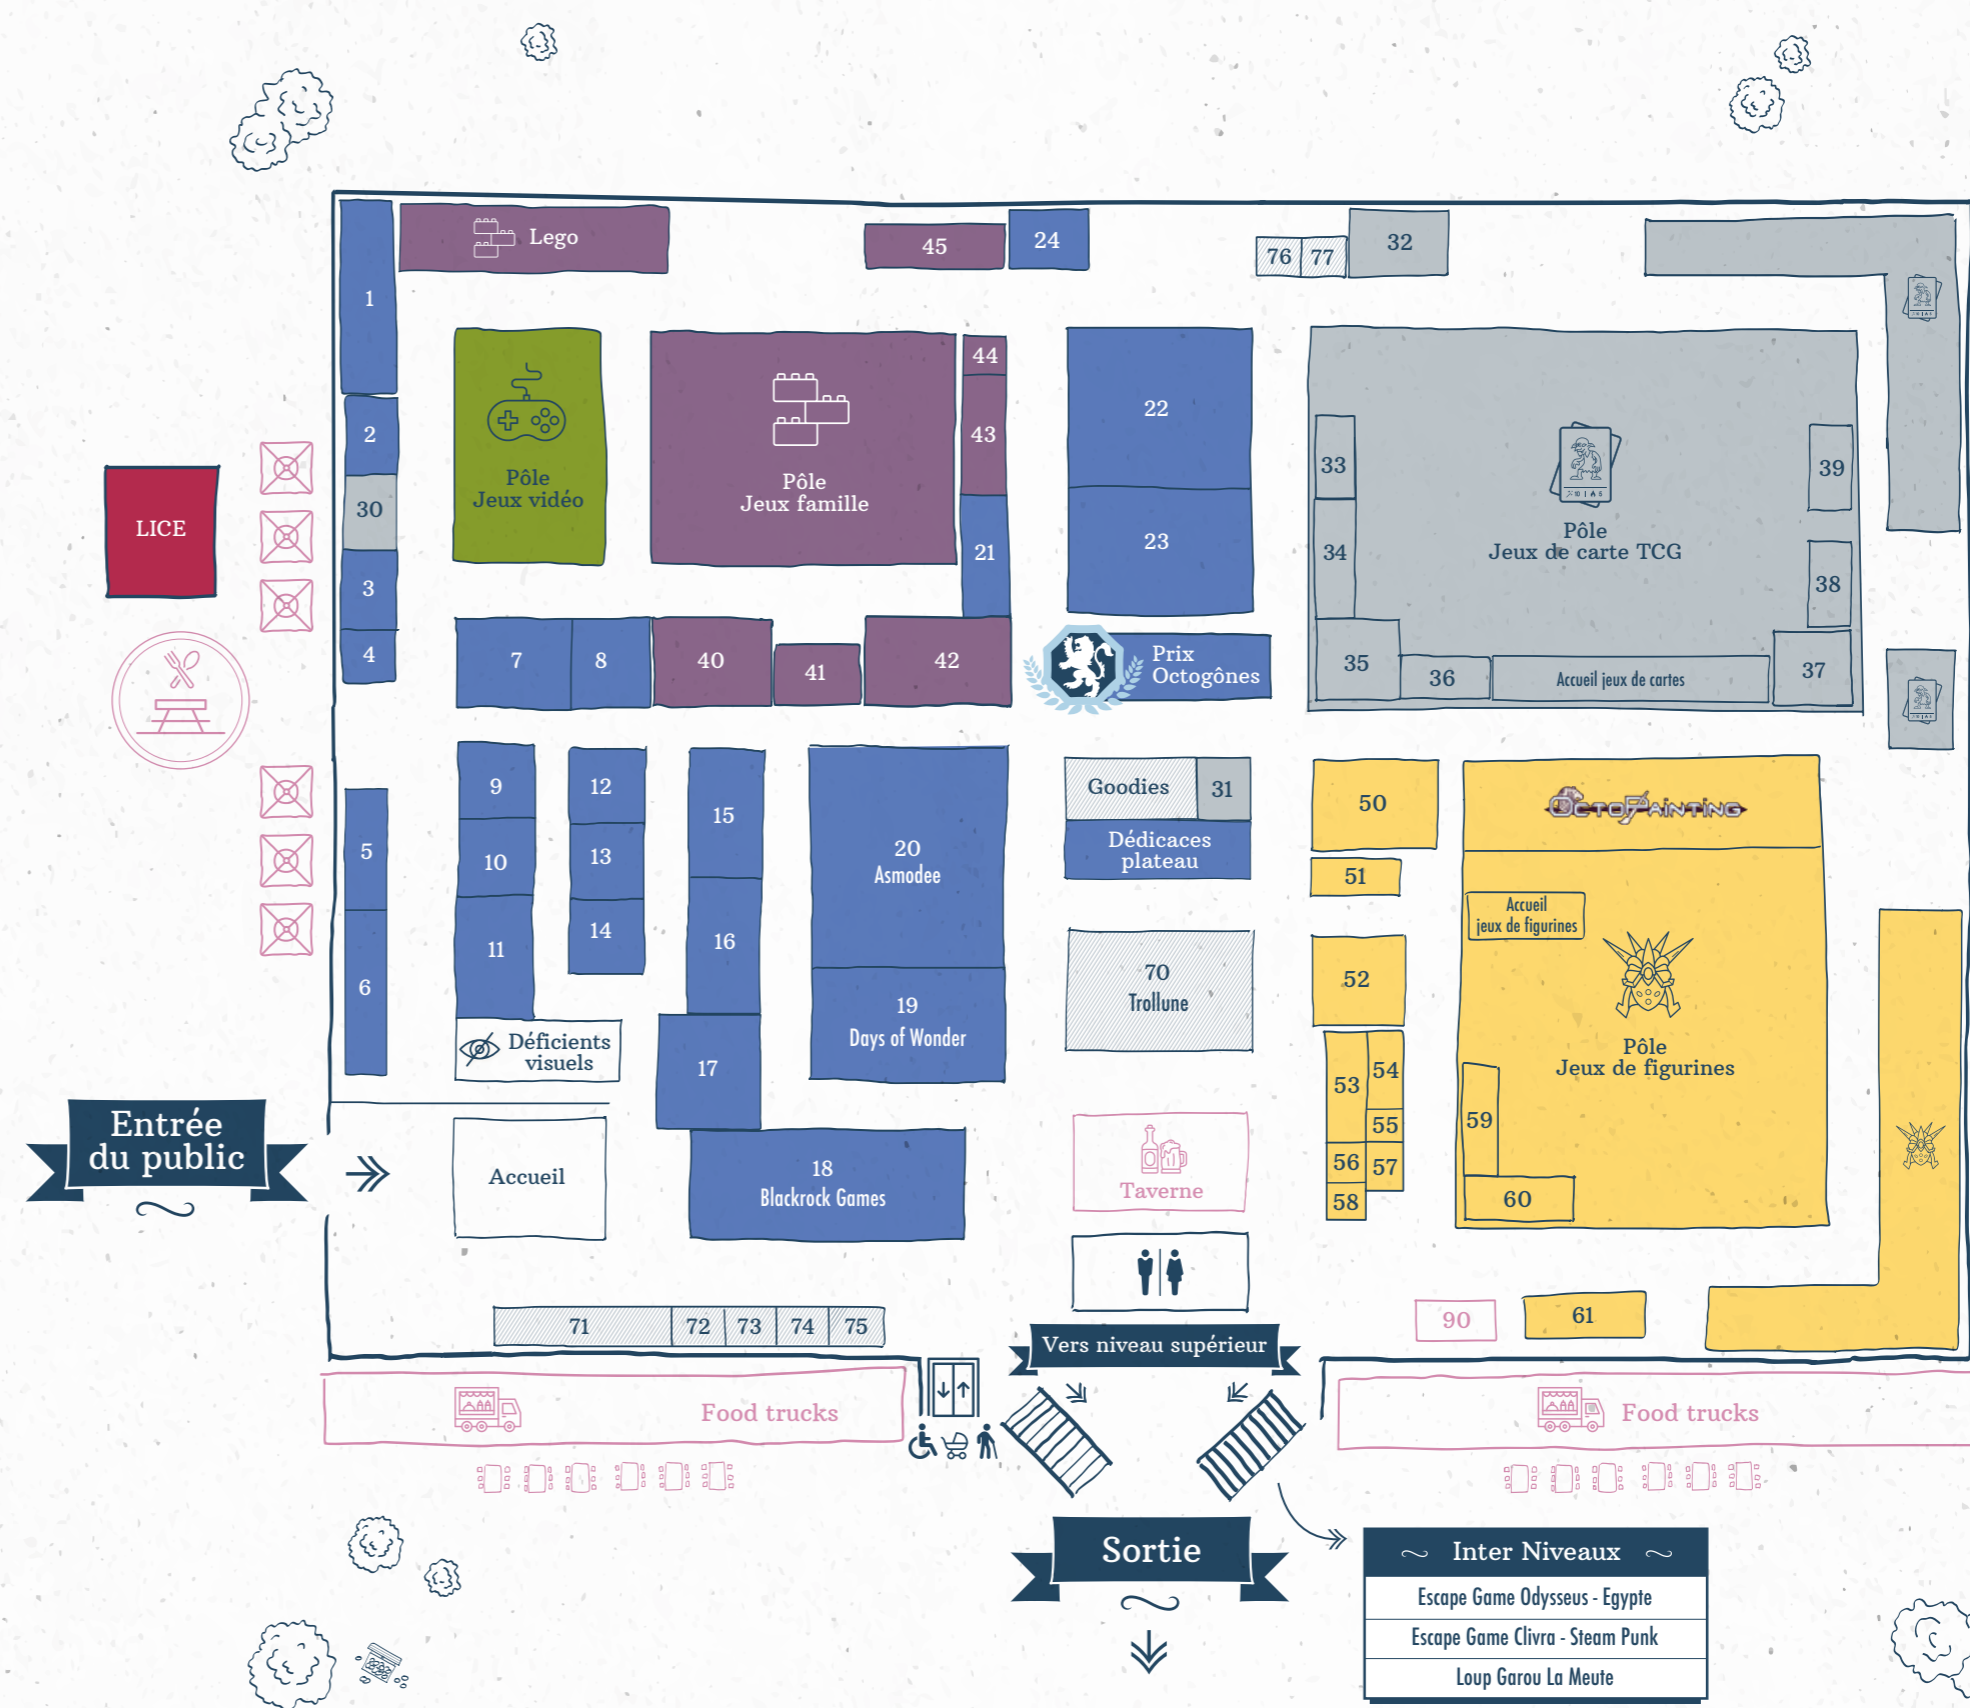 Lego
45
24
76
77
32
1
2
30
3
4
LICE
Pôle
Jeux vidéo
Pôle
Jeux famille
44
43
21
22
23
33
34
35
36
Accueil jeux de cartes
37
38
39
Pôle
Jeux de carte TCG
7
8
40
41
42
Prix
Octogônes
5
6
9
10
11
12
13
14
15
16
17
Déficients
visuels
20
Asmodee
19
Days of Wonder
18
Blackrock Games
Goodies
31
Dédicaces
plateau
70
Trollune
Taverne
50
51
52
53
54
55
56
57
58
OctoPainting
Accueil
jeux de figurines
Pôle
Jeux de figurines
59
60
Entrée
du public
Accueil
71
72
73
74
75
90
61
Vers niveau supérieur
Food trucks
Food trucks
Sortie
Inter Niveaux
Escape Game Odysseus - Egypte
Escape Game Clivra - Steam Punk
Loup Garou La Meute